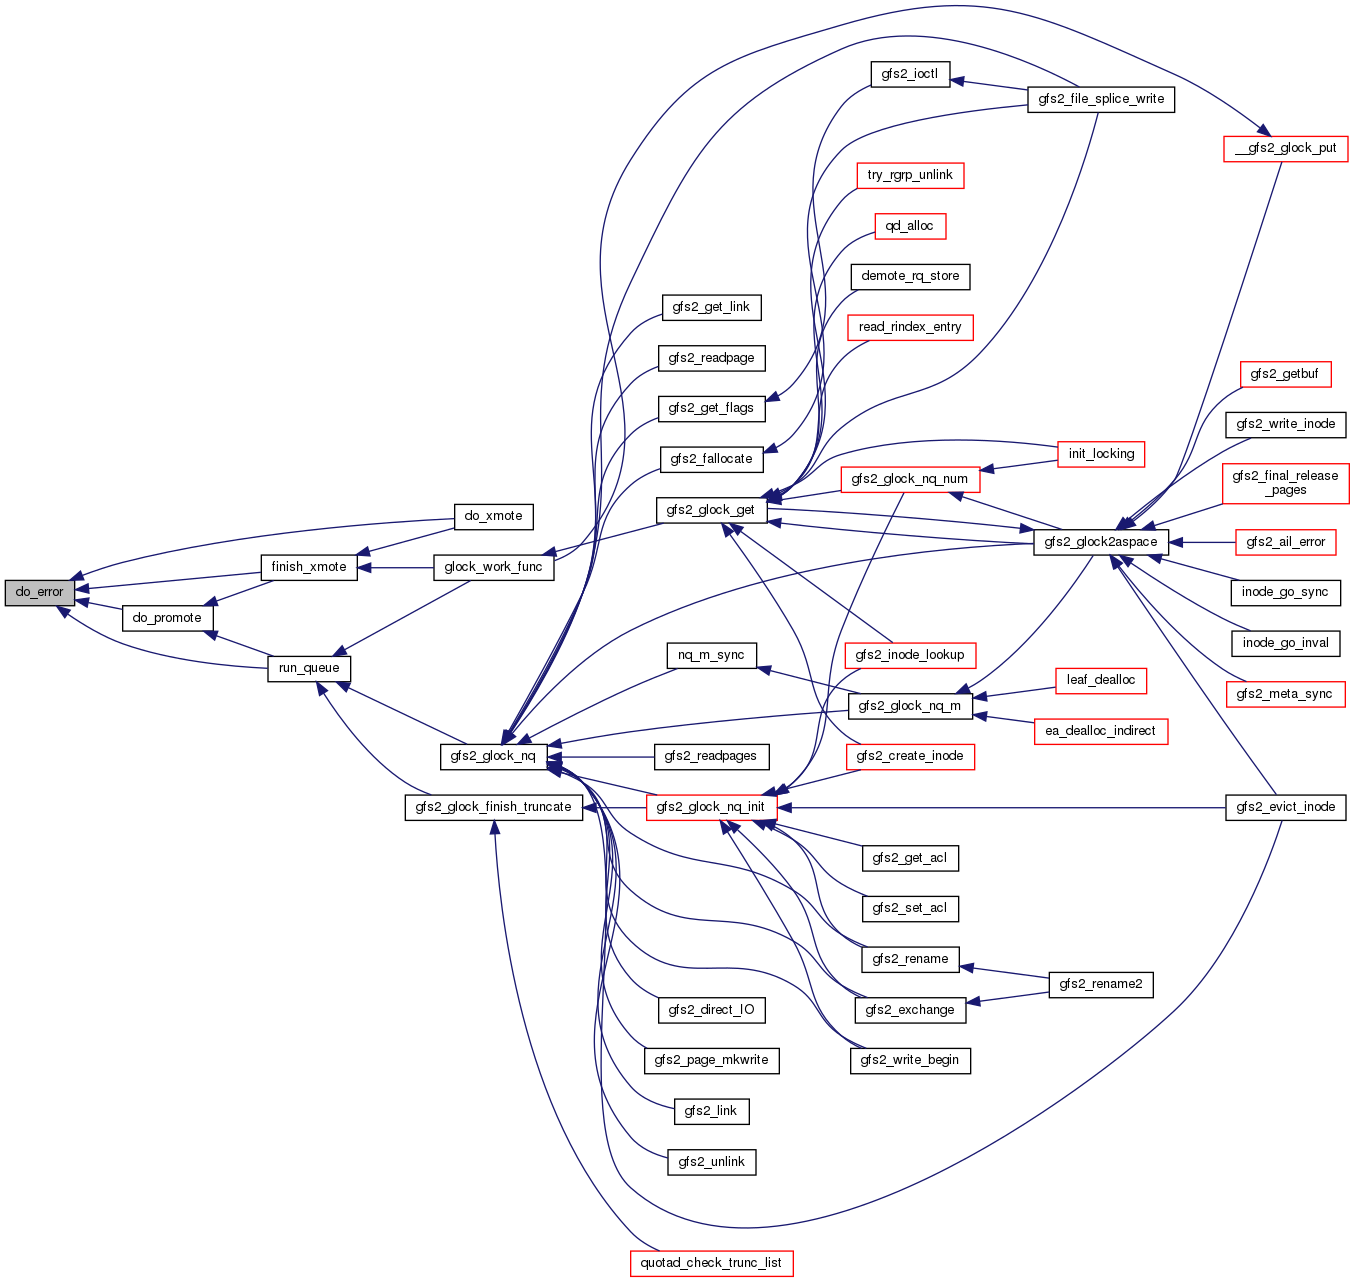 gfs2_ioctl
gfs2_file_splice_write
__gfs2_glock_put
try_rgrp_unlink
qd_alloc
demote_rq_store
gfs2_get_link
read_rindex_entry
gfs2_readpage
gfs2_getbuf
gfs2_get_flags
gfs2_write_inode
gfs2_fallocate
init_locking
gfs2_glock_nq_num
gfs2_final_release
_pages
do_xmote
gfs2_glock_get
gfs2_glock2aspace
gfs2_ail_error
finish_xmote
glock_work_func
do_error
inode_go_sync
do_promote
run_queue
nq_m_sync
gfs2_inode_lookup
inode_go_inval
leaf_dealloc
gfs2_meta_sync
gfs2_glock_nq_m
ea_dealloc_indirect
gfs2_glock_nq
gfs2_readpages
gfs2_create_inode
gfs2_glock_finish_truncate
gfs2_glock_nq_init
gfs2_evict_inode
gfs2_get_acl
gfs2_set_acl
gfs2_rename
gfs2_rename2
gfs2_direct_IO
gfs2_exchange
gfs2_page_mkwrite
gfs2_write_begin
gfs2_link
gfs2_unlink
quotad_check_trunc_list